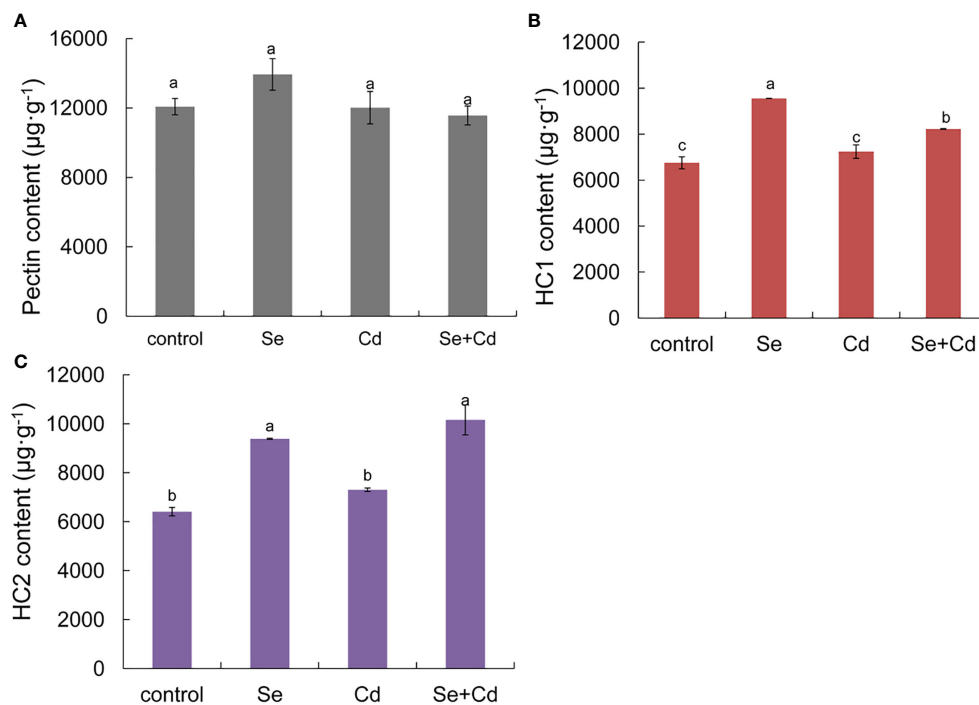 A
Pectin content (µg·g⁻¹)
16000
12000
8000
4000
0
a
a
a
a
control Se Cd Se+Cd
B
HC1 content (µg·g⁻¹)
12000
10000
8000
6000
4000
2000
0
c
a
c
b
control Se Cd Se+Cd
C
HC2 content (µg·g⁻¹)
12000
10000
8000
6000
4000
2000
0
b
a
b
a
control Se Cd Se+Cd